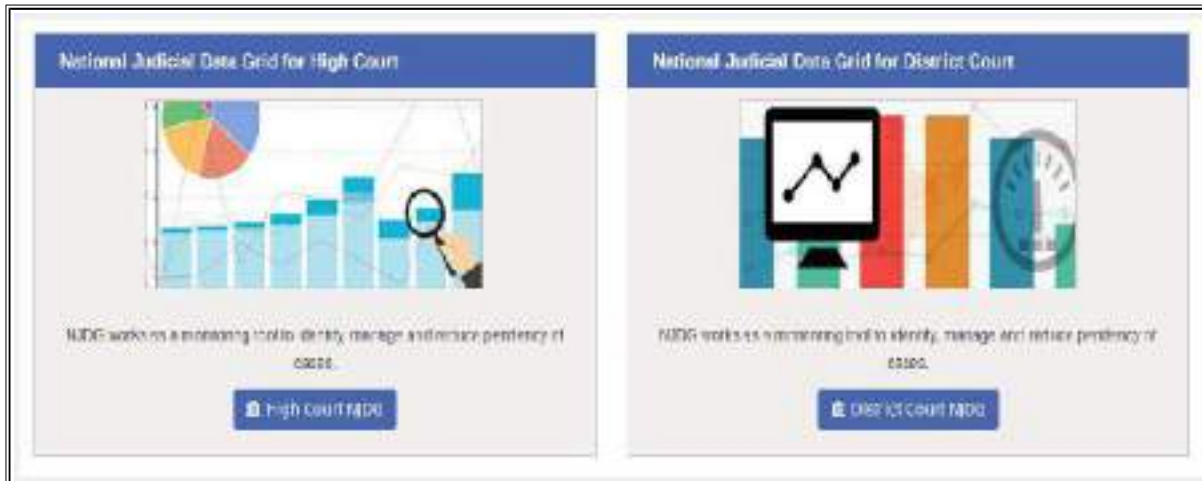 National Judicial Data Grid for High Court
NJDG works as a monitoring tool to identify, manage and reduce pendency of
cases.
High Court NJDG
National Judicial Data Grid for District Court
NJDG works as a monitoring tool to identify, manage and reduce pendency of
cases.
District Court NJDG